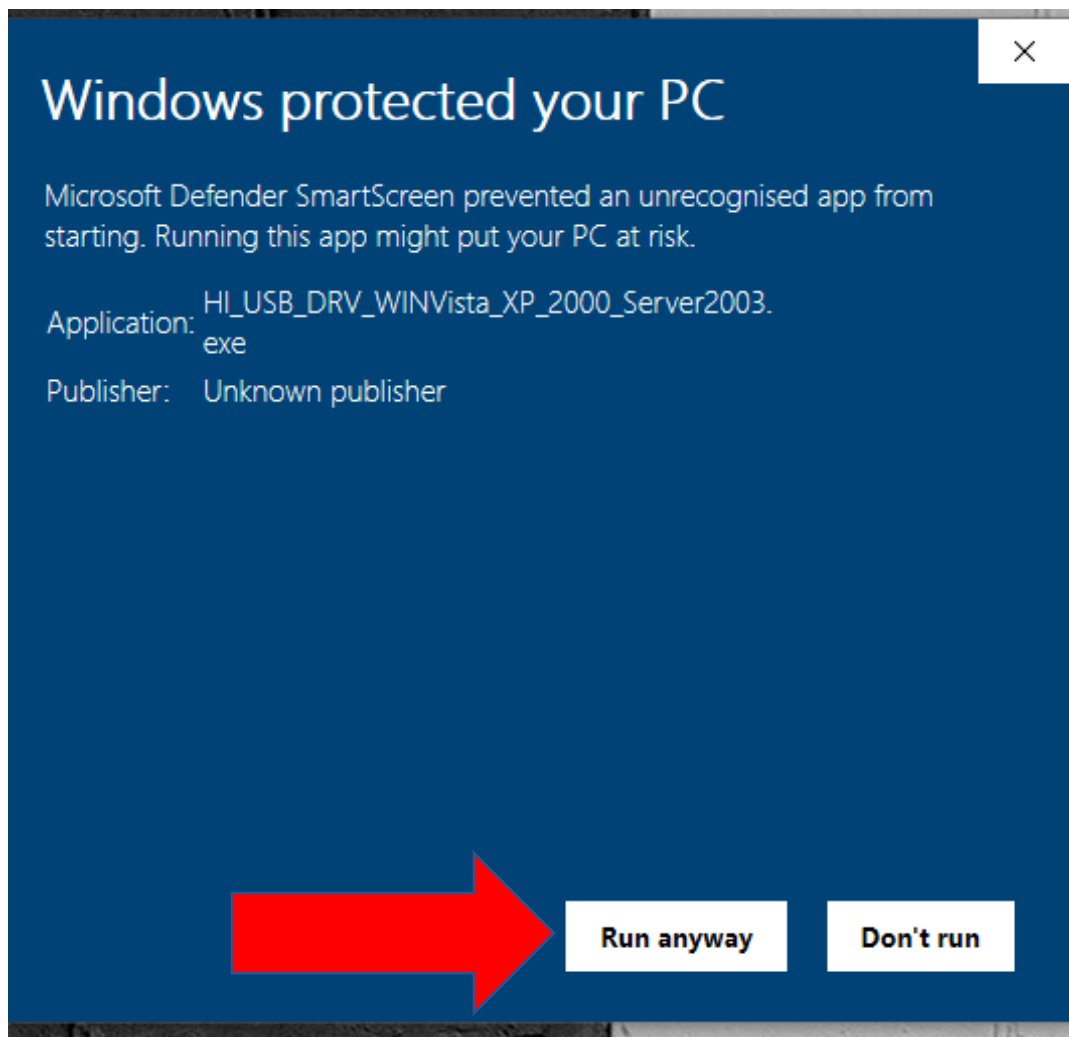 Windows protected your PC
Microsoft Defender SmartScreen prevented an unrecognised app from
starting. Running this app might put your PC at risk.
Application: HI_USB_DRV_WINVista_XP_2000_Server2003.
exe
Publisher: Unknown publisher
Run anyway Don't run